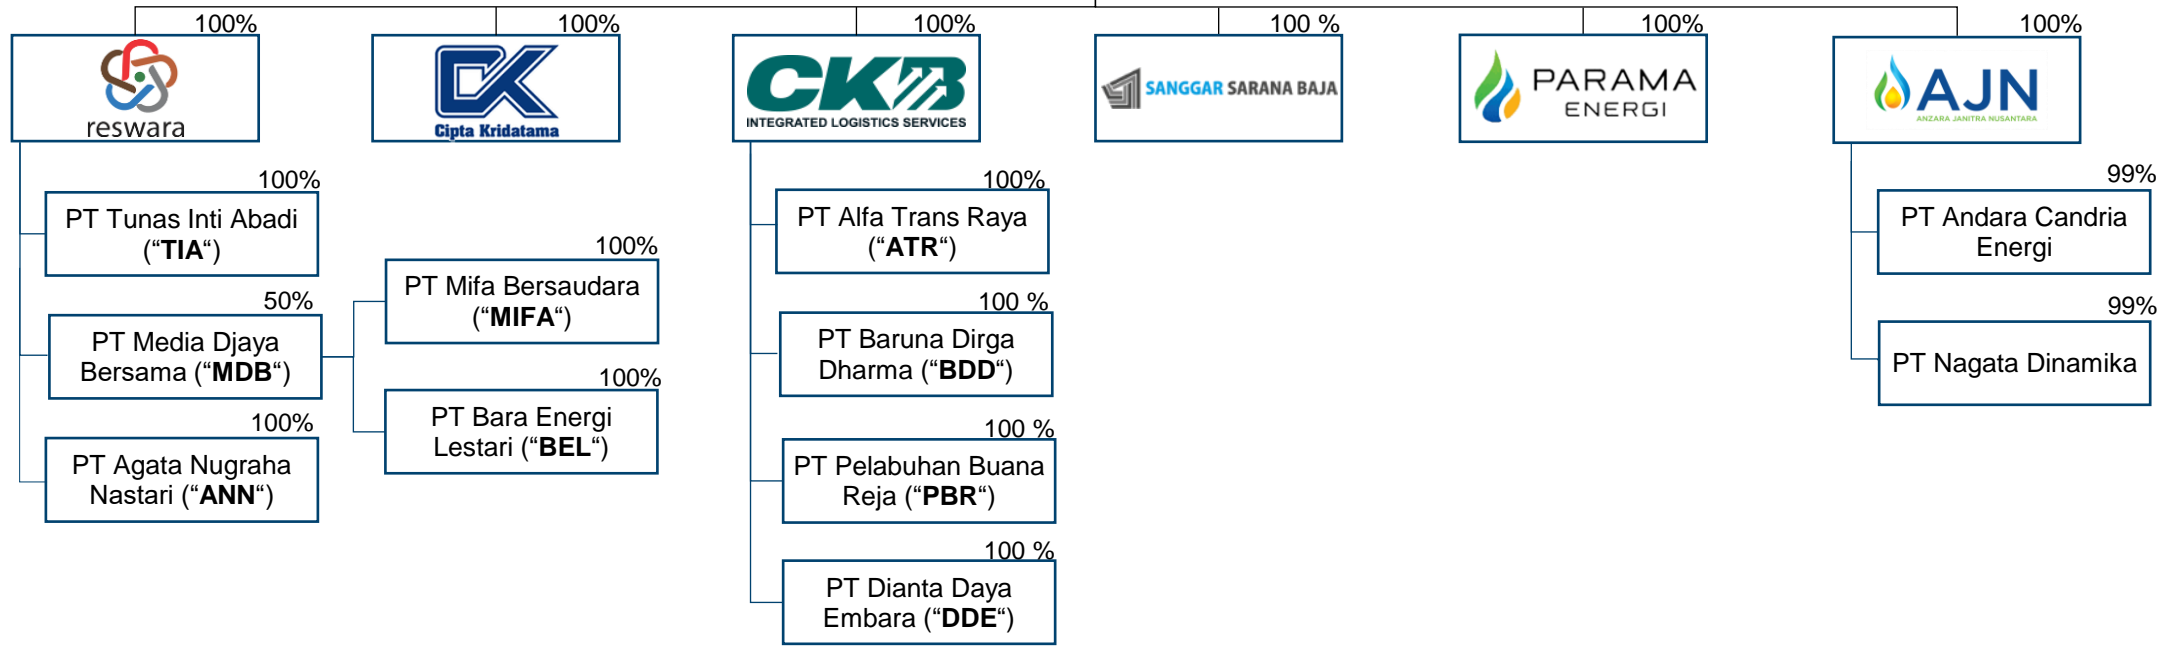 100%
100%
100%
100 %
100%
100%
reswara
Cipta Kridatama
CKB
INTEGRATED LOGISTICS SERVICES
SANGGAR SARANA BAJA
PARAMA
ENERGI
AJN
ANZARA JANITRA NUSANTARA
100%
PT Tunas Inti Abadi
(“TIA“)
50%
PT Media Djaya
Bersama (“MDB“)
100%
PT Agata Nugraha
Nastari (“ANN“)
100%
PT Mifa Bersaudara
(“MIFA“)
100%
PT Bara Energi
Lestari (“BEL“)
100%
PT Alfa Trans Raya
(“ATR“)
100 %
PT Baruna Dirga
Dharma (“BDD“)
100 %
PT Pelabuhan Buana
Reja (“PBR“)
100 %
PT Dianta Daya
Embara (“DDE“)
99%
PT Andara Candria
Energi
99%
PT Nagata Dinamika